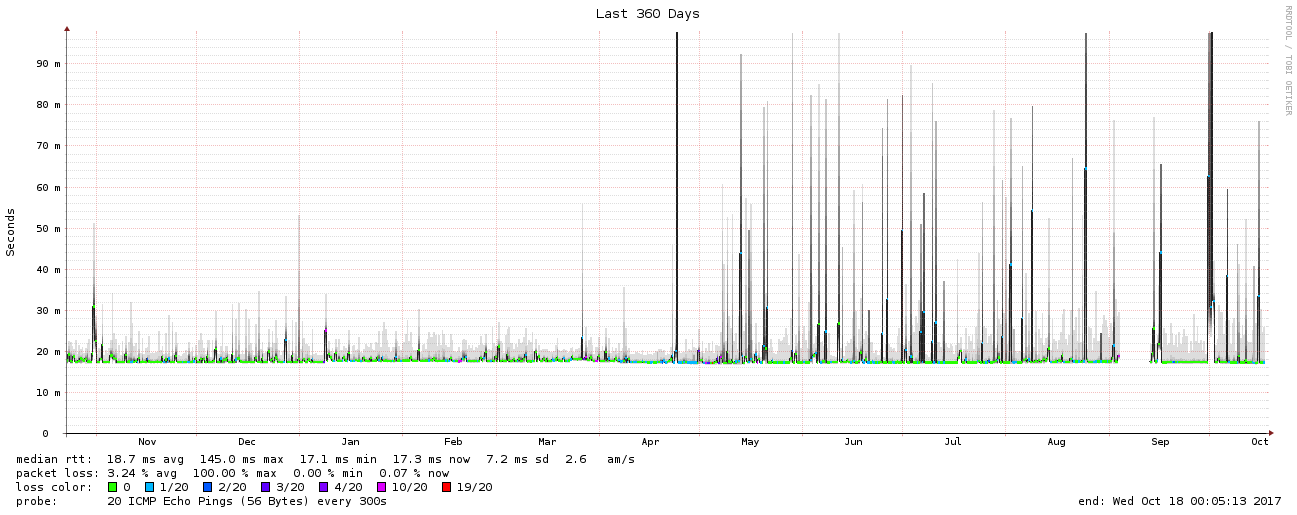 Last 360 Days
RRDTOOL / TOBI OETIKER
Seconds
90 m
80 m
70 m
60 m
50 m
40 m
30 m
20 m
10 m
0
Nov Dec Jan Feb Mar Apr May Jun Jul Aug Sep Oct
median rtt: 18.7 ms avg 145.0 ms max 17.1 ms min 17.3 ms now 7.2 ms sd 2.6 am/s
packet loss: 3.24 % avg 100.00 % max 0.00 % min 0.07 % now
loss color: 0 1/20 2/20 3/20 4/20 10/20 19/20
probe: 20 ICMP Echo Pings (56 Bytes) every 300s end: Wed Oct 18 00:05:13 2017